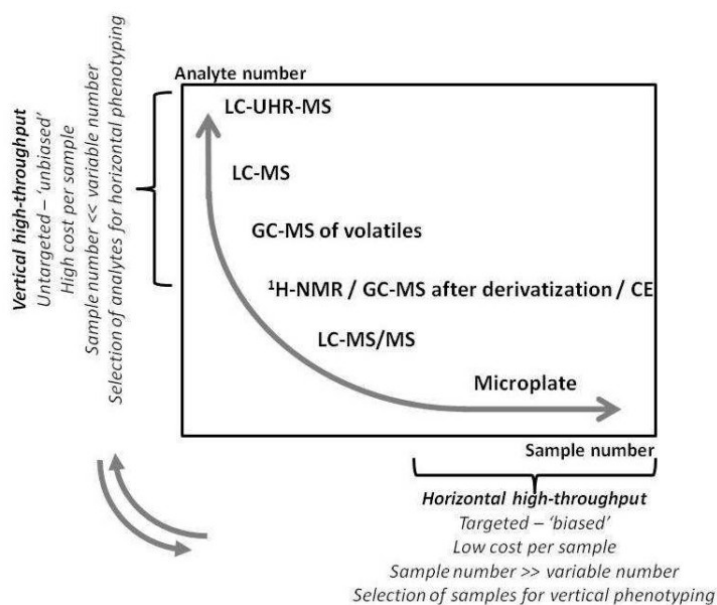 Vertical high-throughput
Untargeted – ‘unbiased’
High cost per sample
Sample number << variable number
Selection of analytes for horizontal phenotyping
Analyte number
LC-UHR-MS
LC-MS
GC-MS of volatiles
¹H-NMR / GC-MS after derivatization / CE
LC-MS/MS
Microplate
Sample number
Horizontal high-throughput
Targeted – ‘biased’
Low cost per sample
Sample number >> variable number
Selection of samples for vertical phenotyping